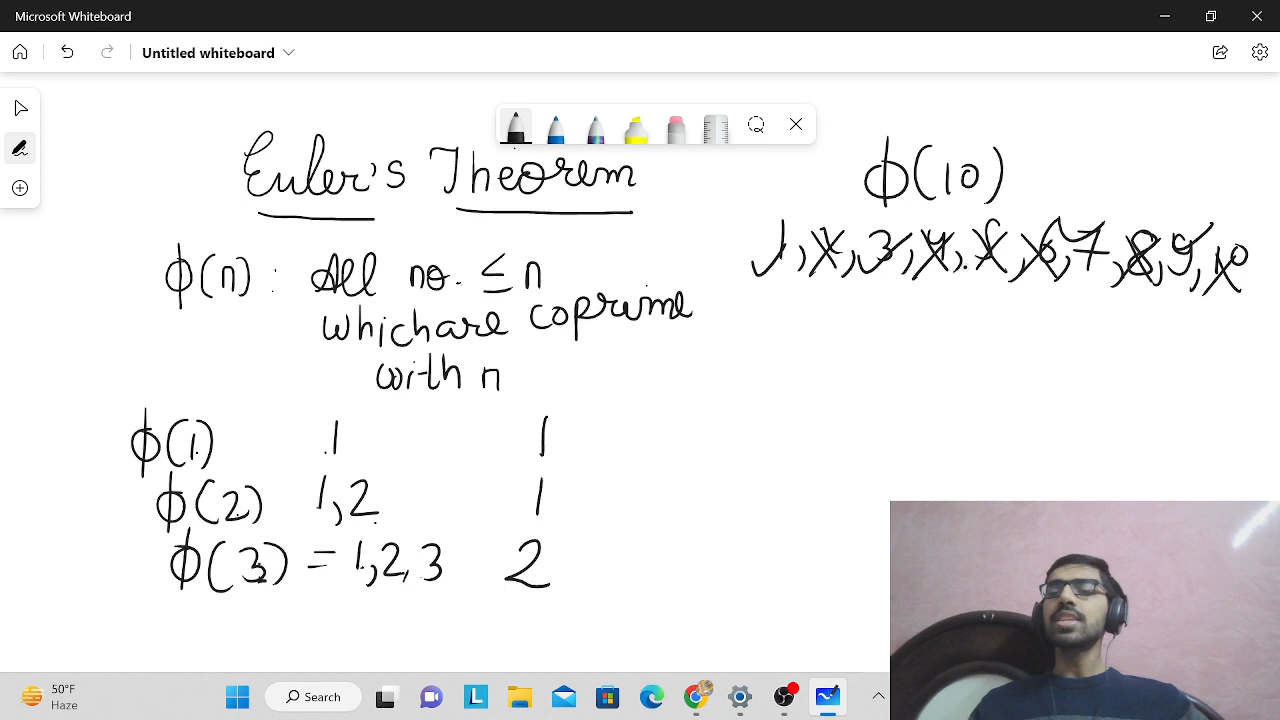 Microsoft Whiteboard
Untitled whiteboard
Euler's Theorem
ϕ(n) : All no. ≤ n
which are coprime
with n
ϕ(1) 1 1
ϕ(2) 1,2 1
ϕ(3) = 1,2,3 2
ϕ(10)
1, 2, 3, 4, 5, 6, 7, 8, 9, 10
50°F
Haze
Search